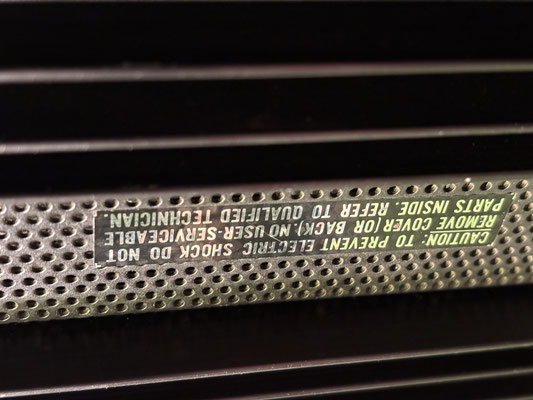 CAUTION: TO PREVENT ELECTRIC SHOCK DO NOT
REMOVE COVER (OR BACK). NO USER-SERVICEABLE
PARTS INSIDE. REFER TO QUALIFIED TECHNICIAN.